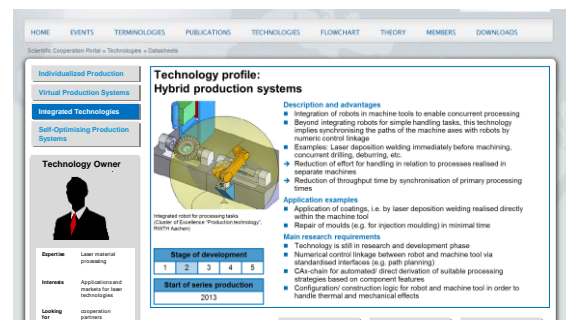 HOME EVENTS TERMINOLOGIES PUBLICATIONS TECHNOLOGIES FLOWCHART THEORY MEMBERS DOWNLOADS
Scientific Cooperation Portal » Technologies » Datasheets
Individualized Production
Virtual Production Systems
Integrated Technologies
Self-Optimising Production
Systems
Technology Owner
Expertise Laser material
processing
Interests Applications and
markets for laser
technologies
Looking cooperation
for partners
Technology profile:
Hybrid production systems
Integrated robot for processing tasks
(Cluster of Excellence "Production technology",
RWTH Aachen)
Stage of development
1 2 3 4 5
Start of series production
2013
Description and advantages
■ Integration of robots in machine tools to enable concurrent processing
■ Beyond integrating robots for simple handling tasks, this technology
implies synchronising the paths of the machine axes with robots by
numeric control linkage
■ Examples: Laser deposition welding immediately before machining,
concurrent drilling, deburring, etc.
→ Reduction of effort for handling in relation to processes realised in
separate machines
→ Reduction of throughput time by synchronisation of primary processing
times
Application examples
■ Application of coatings, i.e. by laser deposition welding realised directly
within the machine tool
■ Repair of moulds (e.g. for injection moulding) in minimal time
Main research requirements
■ Technology is still in research and development phase
■ Numerical control linkage between robot and machine tool via
standardised interfaces (e.g. path planning)
■ CAx-chain for automated/ direct derivation of suitable processing
strategies based on component features
■ Configuration/ construction logic for robot and machine tool in order to
handle thermal and mechanical effects